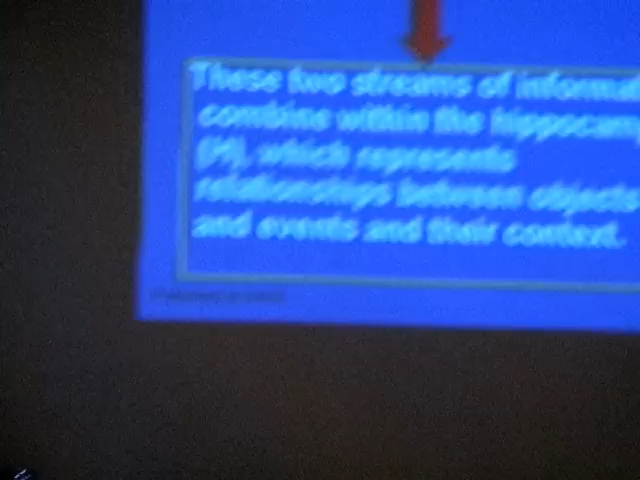 These two streams of informat
combine within the hippocam
(H), which represents
relationships between objects
and events and their context.